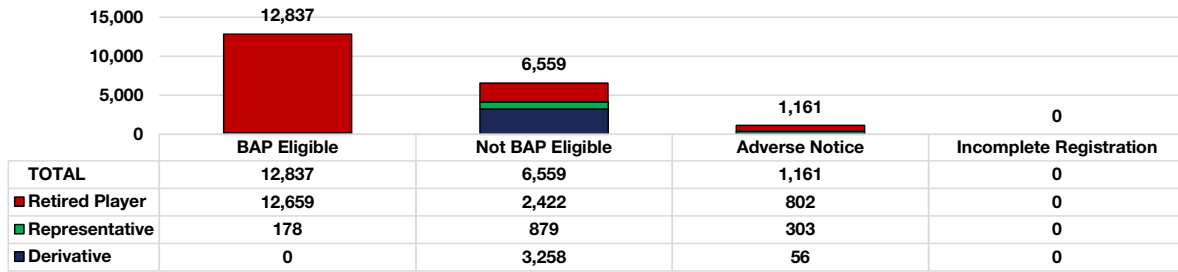 15,000
12,837
10,000
6,559
5,000
1,161
0
0
BAP Eligible Not BAP Eligible Adverse Notice Incomplete Registration
TOTAL 12,837 6,559 1,161 0
Retired Player 12,659 2,422 802 0
Representative 178 879 303 0
Derivative 0 3,258 56 0